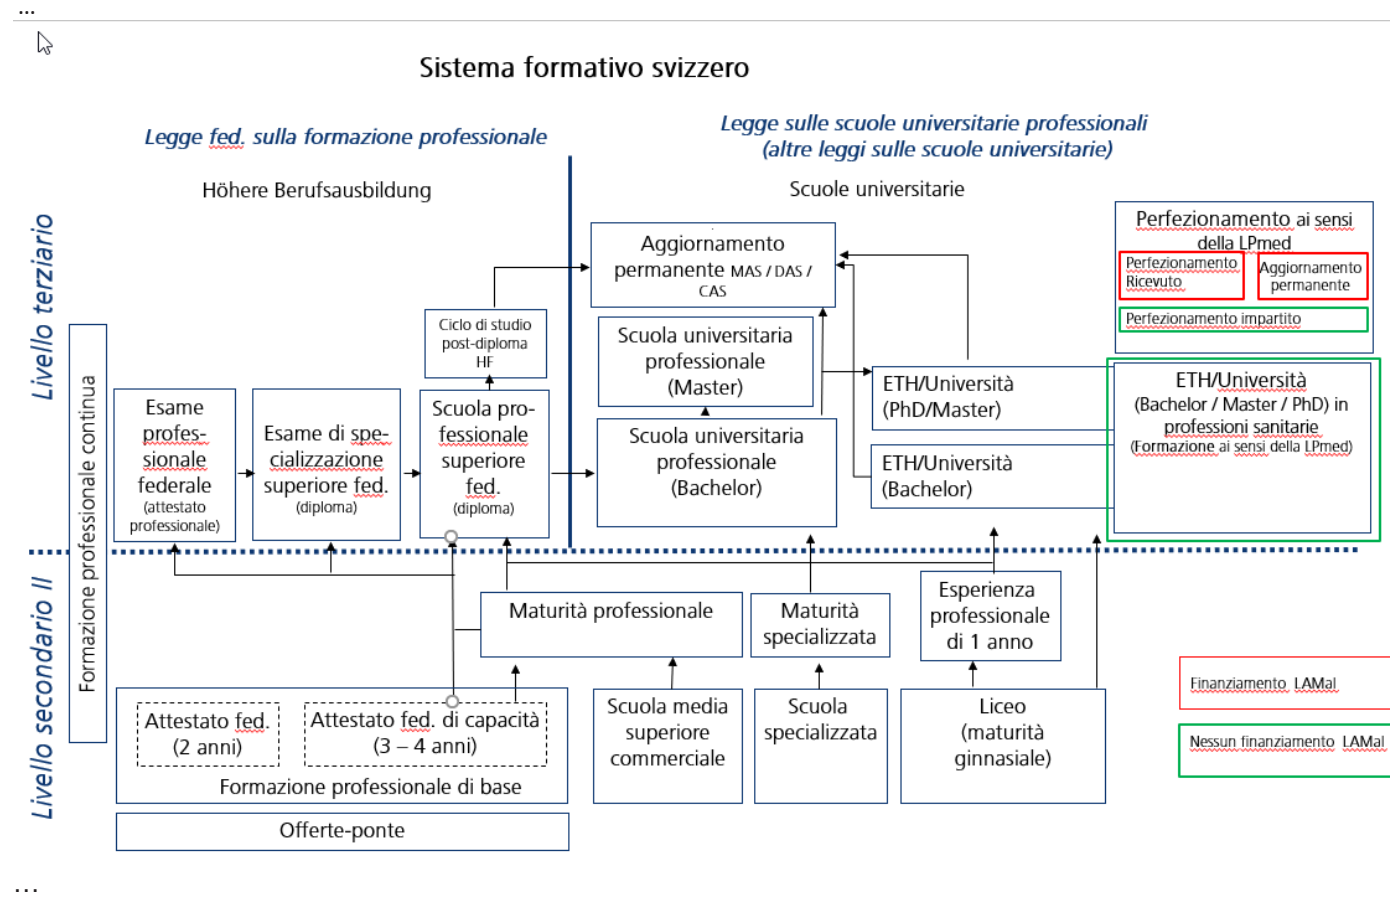 ...
Sistema formativo svizzero
Legge fed. sulla formazione professionale
Legge sulle scuole universitarie professionali
(altre leggi sulle scuole universitarie)
Höhere Berufsausbildung
Scuole universitarie
Livello terziario
Livello secondario II
Formazione professionale continua
Perfezionamento ai sensi
della LPmed
Perfezionamento
Ricevuto
Aggiornamento
permanente
Perfezionamento impartito
Aggiornamento
permanente MAS / DAS /
CAS
Ciclo di studio
post-diploma
HF
Scuola universitaria
professionale
(Master)
ETH/Università
(PhD/Master)
ETH/Università
(Bachelor / Master / PhD) in
professioni sanitarie
(Formazione ai sensi della LPmed)
Esame
profes-
sionale
federale
(attestato
professionale)
Esame di spe-
cializzazione
superiore fed.
(diploma)
Scuola pro-
fessionale
superiore
fed.
(diploma)
Scuola universitaria
professionale
(Bachelor)
ETH/Università
(Bachelor)
Maturità professionale
Maturità
specializzata
Esperienza
professionale
di 1 anno
Attestato fed.
(2 anni)
Attestato fed. di capacità
(3 – 4 anni)
Formazione professionale di base
Scuola media
superiore
commerciale
Scuola
specializzata
Liceo
(maturità
ginnasiale)
Finanziamento LAMal
Nessun finanziamento LAMal
Offerte-ponte
...